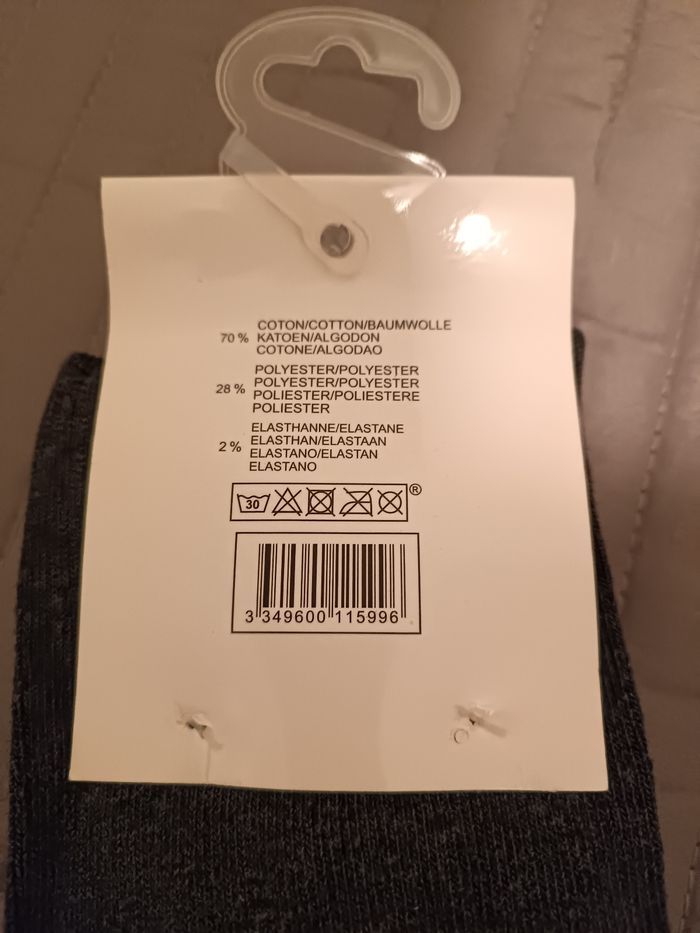 70 %
COTON/COTTON/BAUMWOLLE
KATOEN/ALGODON
COTONE/ALGODAO
28 %
POLYESTER/POLYESTER
POLYESTER/POLYESTER
POLIESTER/POLIESTERE
POLIESTER
2 %
ELASTHANNE/ELASTANE
ELASTHAN/ELASTAAN
ELASTANO/ELASTAN
ELASTANO
30
®
3 349600 115996